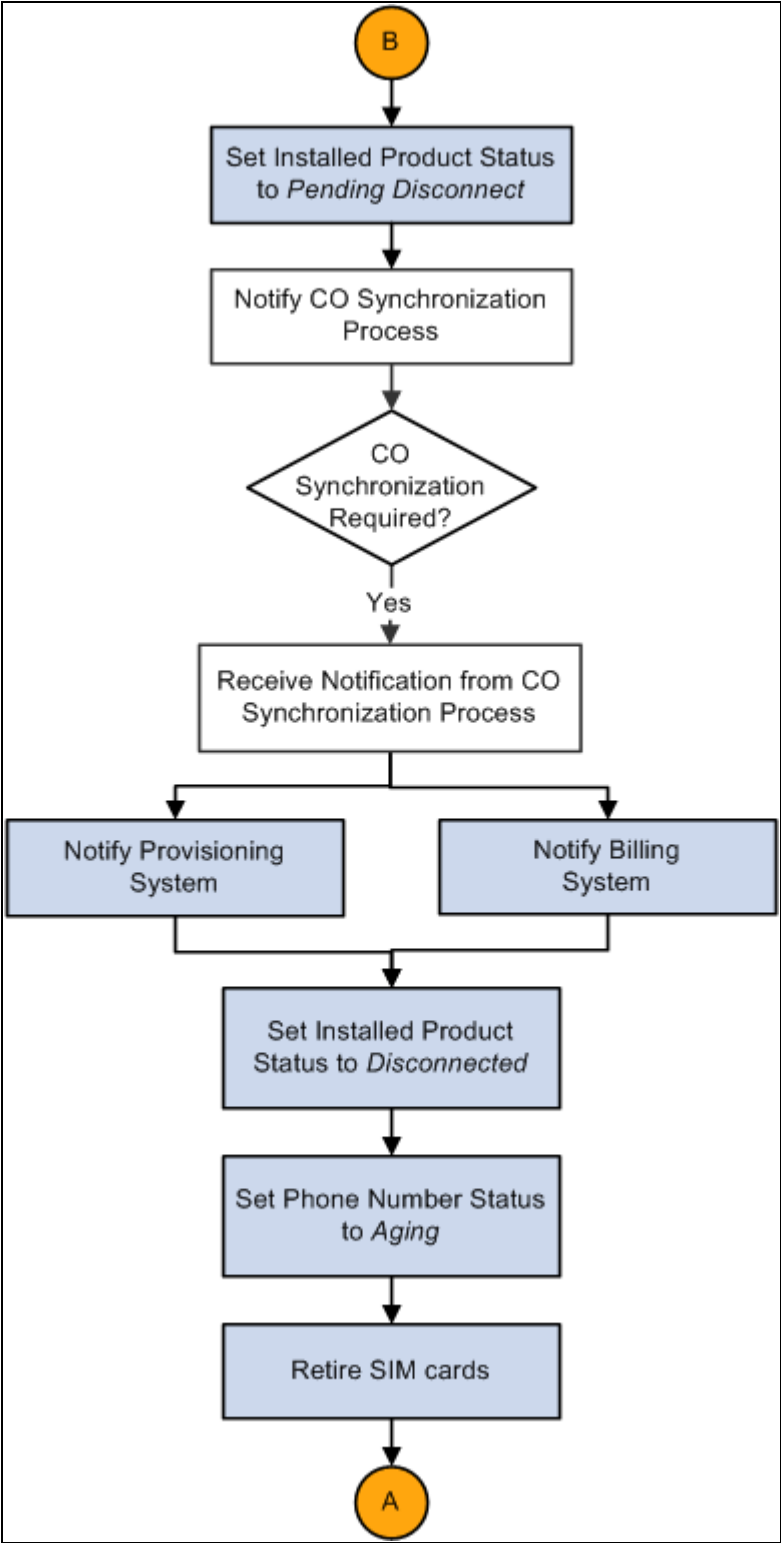 B
Set Installed Product Status
to Pending Disconnect
Notify CO Synchronization
Process
CO
Synchronization
Required?
Yes
Receive Notification from CO
Synchronization Process
Notify Provisioning
System
Notify Billing
System
Set Installed Product
Status to Disconnected
Set Phone Number Status
to Aging
Retire SIM cards
A